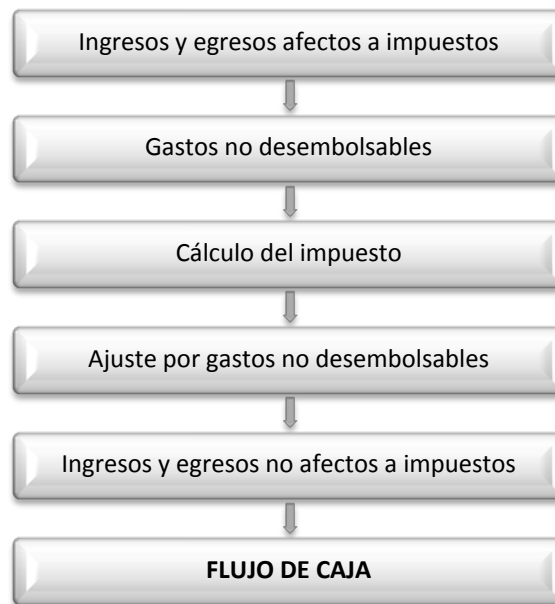 Ingresos y egresos afectos a impuestos
Gastos no desembolsables
Cálculo del impuesto
Ajuste por gastos no desembolsables
Ingresos y egresos no afectos a impuestos
FLUJO DE CAJA